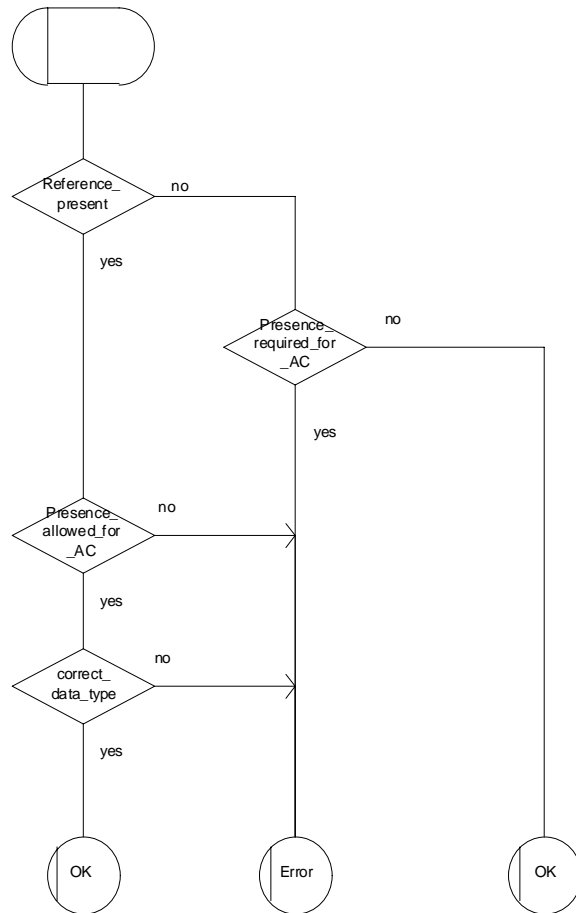 Reference_
present
no
yes
Presence_
required_for
_AC
no
yes
Presence_
allowed_for
_AC
no
yes
correct_
data_type
no
yes
OK
Error
OK